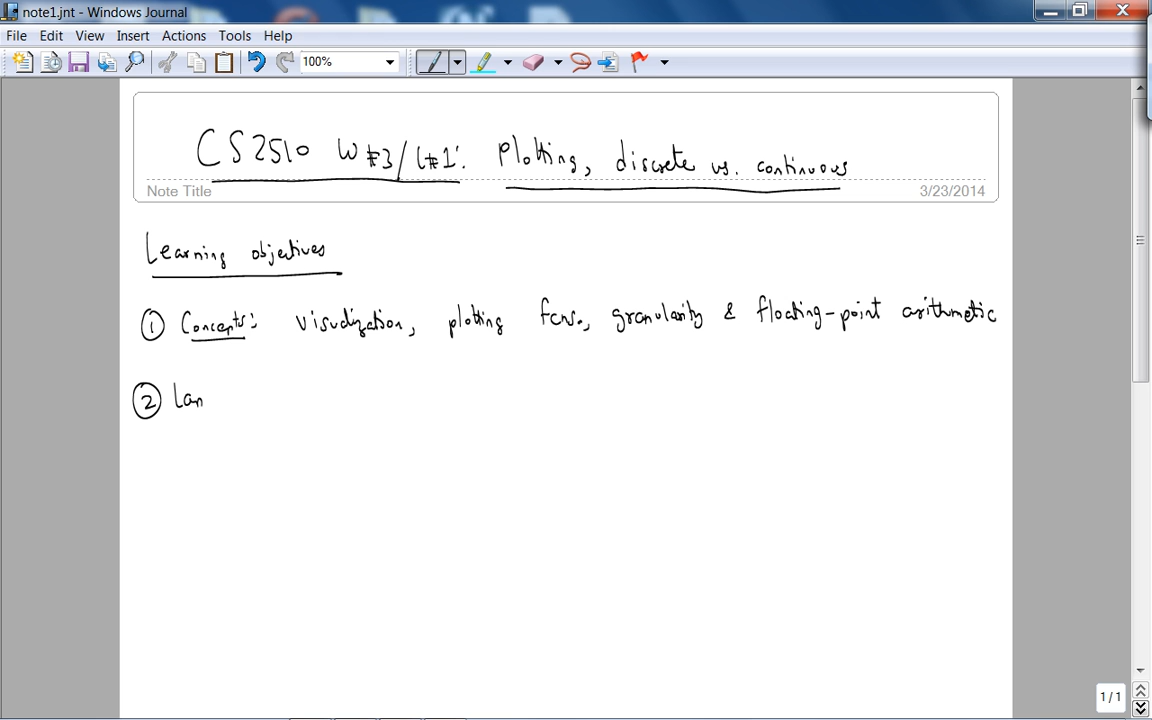 note1.jnt - Windows Journal
File Edit View Insert Actions Tools Help
100%
CS2510 W#3/L#1: Plotting, discrete vs. continuous
Note Title
3/23/2014
Learning objectives
① Concepts: visualization, plotting fcns., granularity & floating-point arithmetic
② Lan
1/1